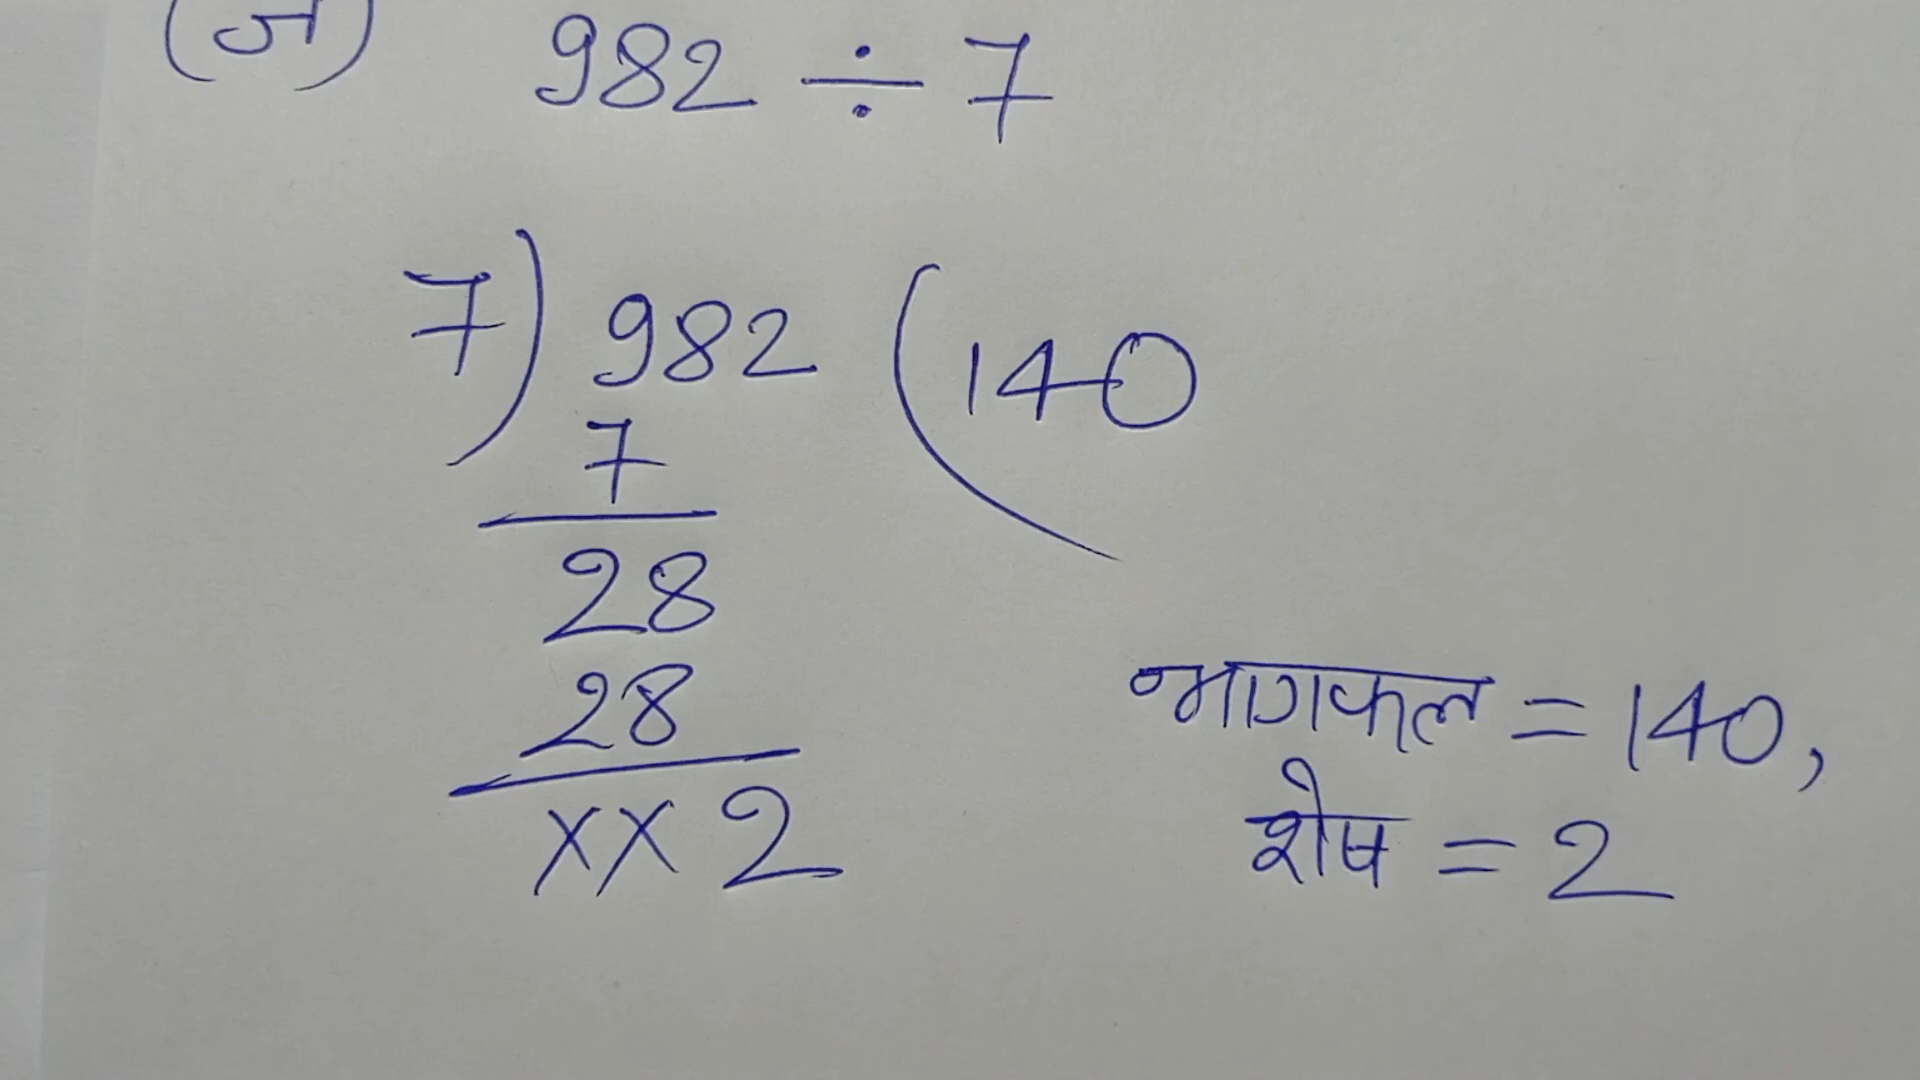 (ज) 982 ÷ 7
7) 982 (140
7
28
28
xx2
भागफल = 140,
शेष = 2